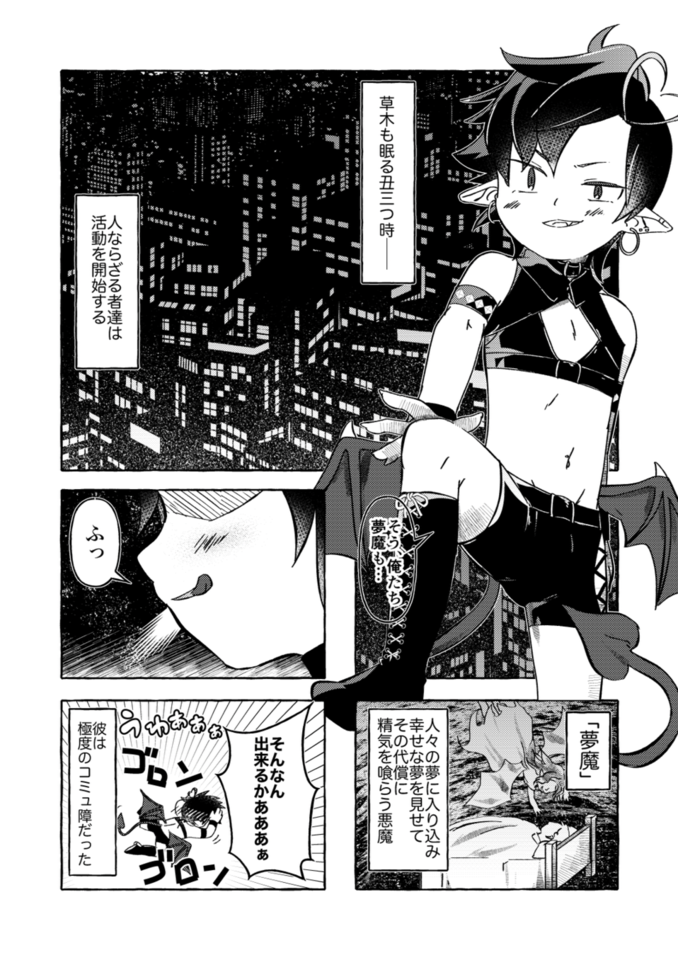 草木も眠る丑三つ時──
人ならざる者達は
活動を開始する
そう、俺たち
夢魔も…
ふっ
「夢魔」
人々の夢に入り込み
幸せな夢を見せて
その代償に
精気を喰らう悪魔
そんなん
出来るかあああぁ
うわぁぁぁ
ゴロン
ゴロン
彼は
極度のコミュ障だった